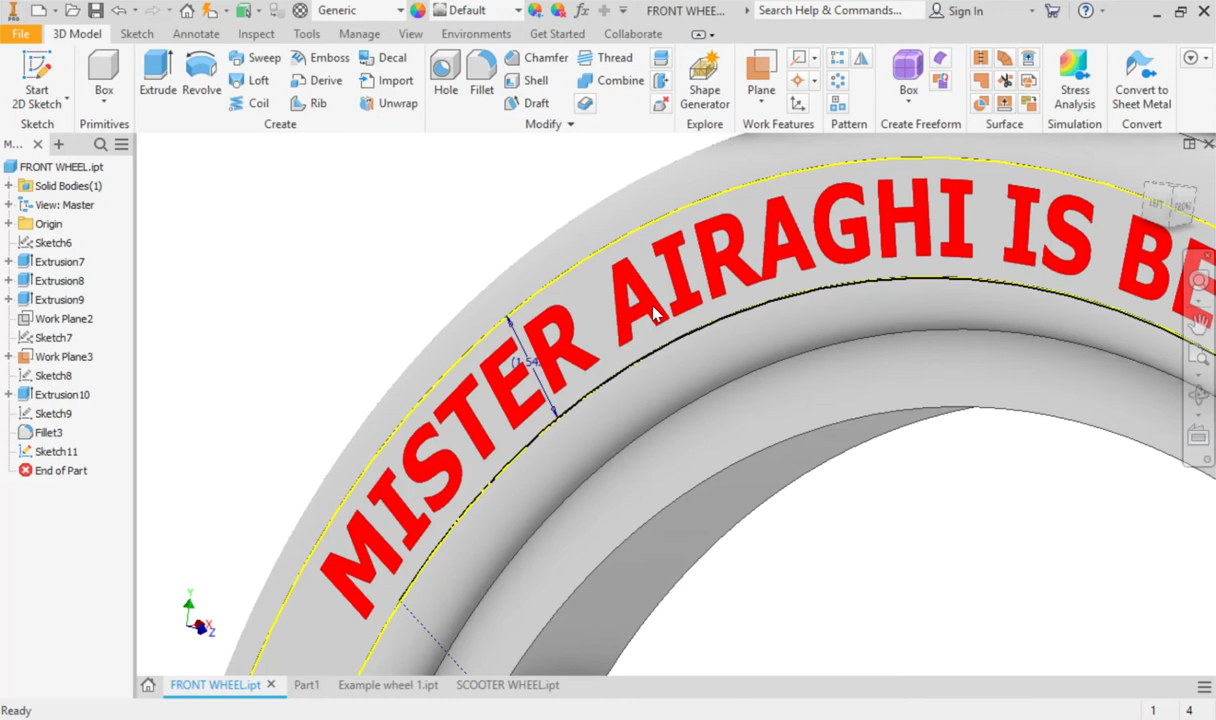 PRO
Generic
Default
fx
FRONT WHEE...
Search Help & Commands...
Sign In
File
3D Model
Sketch
Annotate
Inspect
Tools
Manage
View
Environments
Get Started
Collaborate
Start
2D Sketch
Box
Extrude
Revolve
Sweep
Emboss
Decal
Loft
Derive
Import
Coil
Rib
Unwrap
Hole
Fillet
Chamfer
Thread
Shell
Combine
Draft
Shape
Generator
Plane
Box
Stress
Analysis
Convert to
Sheet Metal
Sketch
Primitives
Create
Modify
Explore
Work Features
Pattern
Create Freeform
Surface
Simulation
Convert
M...
FRONT WHEEL.ipt
Solid Bodies(1)
View: Master
Origin
Sketch6
Extrusion7
Extrusion8
Extrusion9
Work Plane2
Sketch7
Work Plane3
Sketch8
Extrusion10
Sketch9
Fillet3
Sketch11
End of Part
MISTER AIRAGHI IS BE
LEFT
FRONT
Y
X
Z
FRONT WHEEL.ipt
Part1
Example wheel 1.ipt
SCOOTER WHEEL.ipt
Ready
1
4